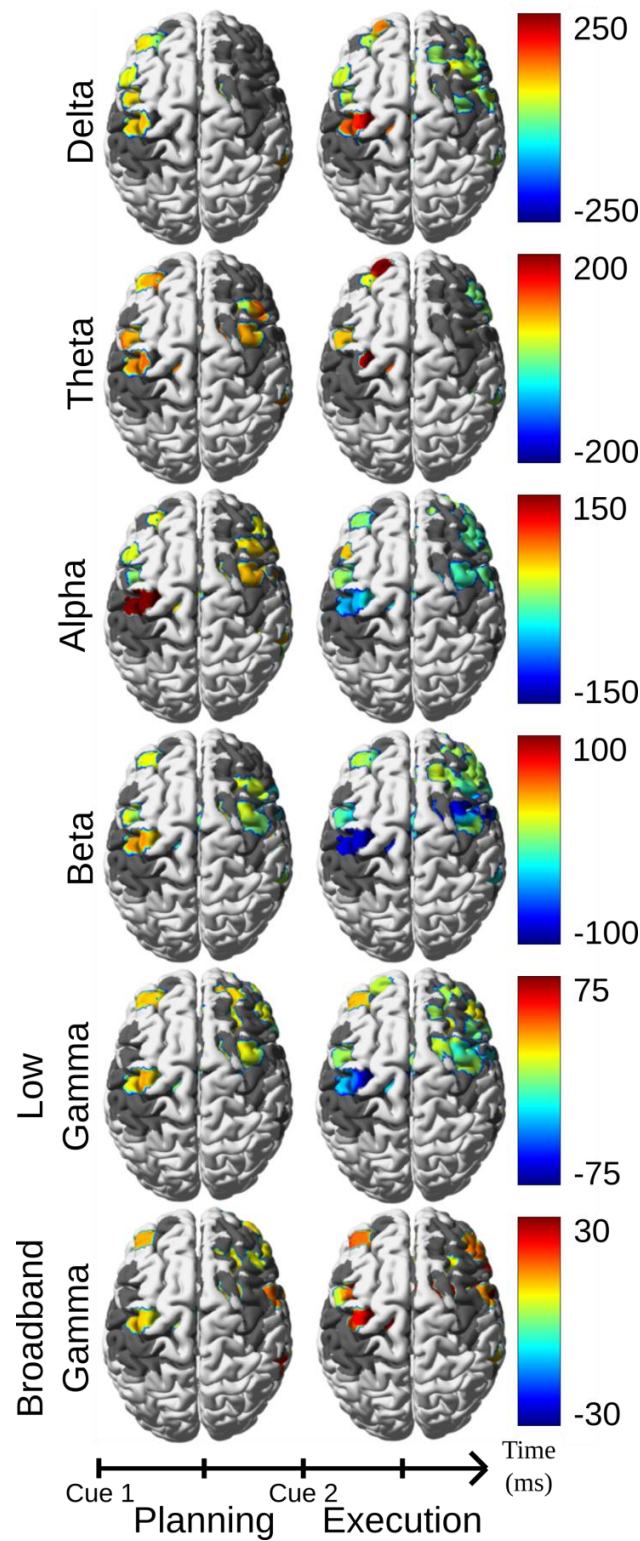 Delta
250
-250
Theta
200
-200
Alpha
150
-150
Beta
100
-100
Low
Gamma
75
-75
Broadband
Gamma
30
-30
Time
(ms)
Cue 1
Cue 2
Planning
Execution